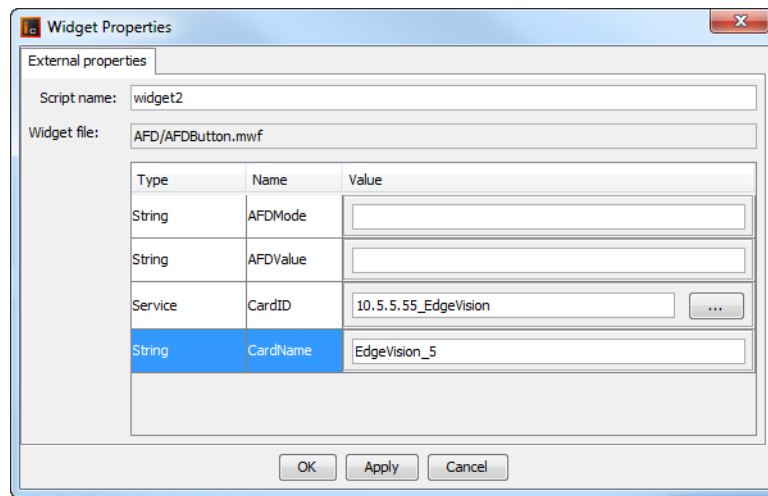 Widget Properties
External properties
Script name: widget2
Widget file: AFD/AFDButton.mwf
Type Name Value
String AFDMode
String AFDValue
Service CardID 10.5.5.55_EdgeVision ...
String CardName EdgeVision_5
OK Apply Cancel